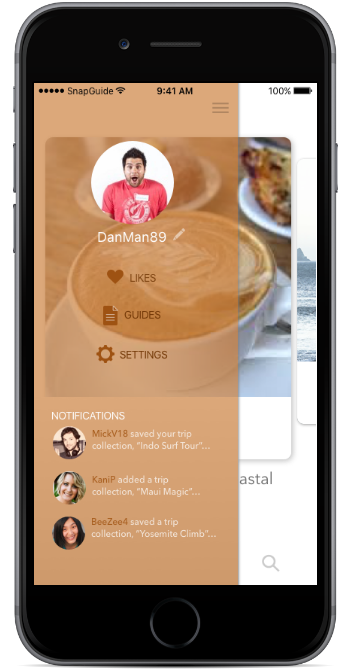 ●●●●● SnapGuide 9:41 AM 100%
DanMan89
LIKES
GUIDES
SETTINGS
NOTIFICATIONS
MickV18 saved your trip
collection, “Indo Surf Tour”...
astal
KaniP added a trip
collection, “Maui Magic”...
BeeZee4 saved a trip
collection, “Yosemite Climb”...